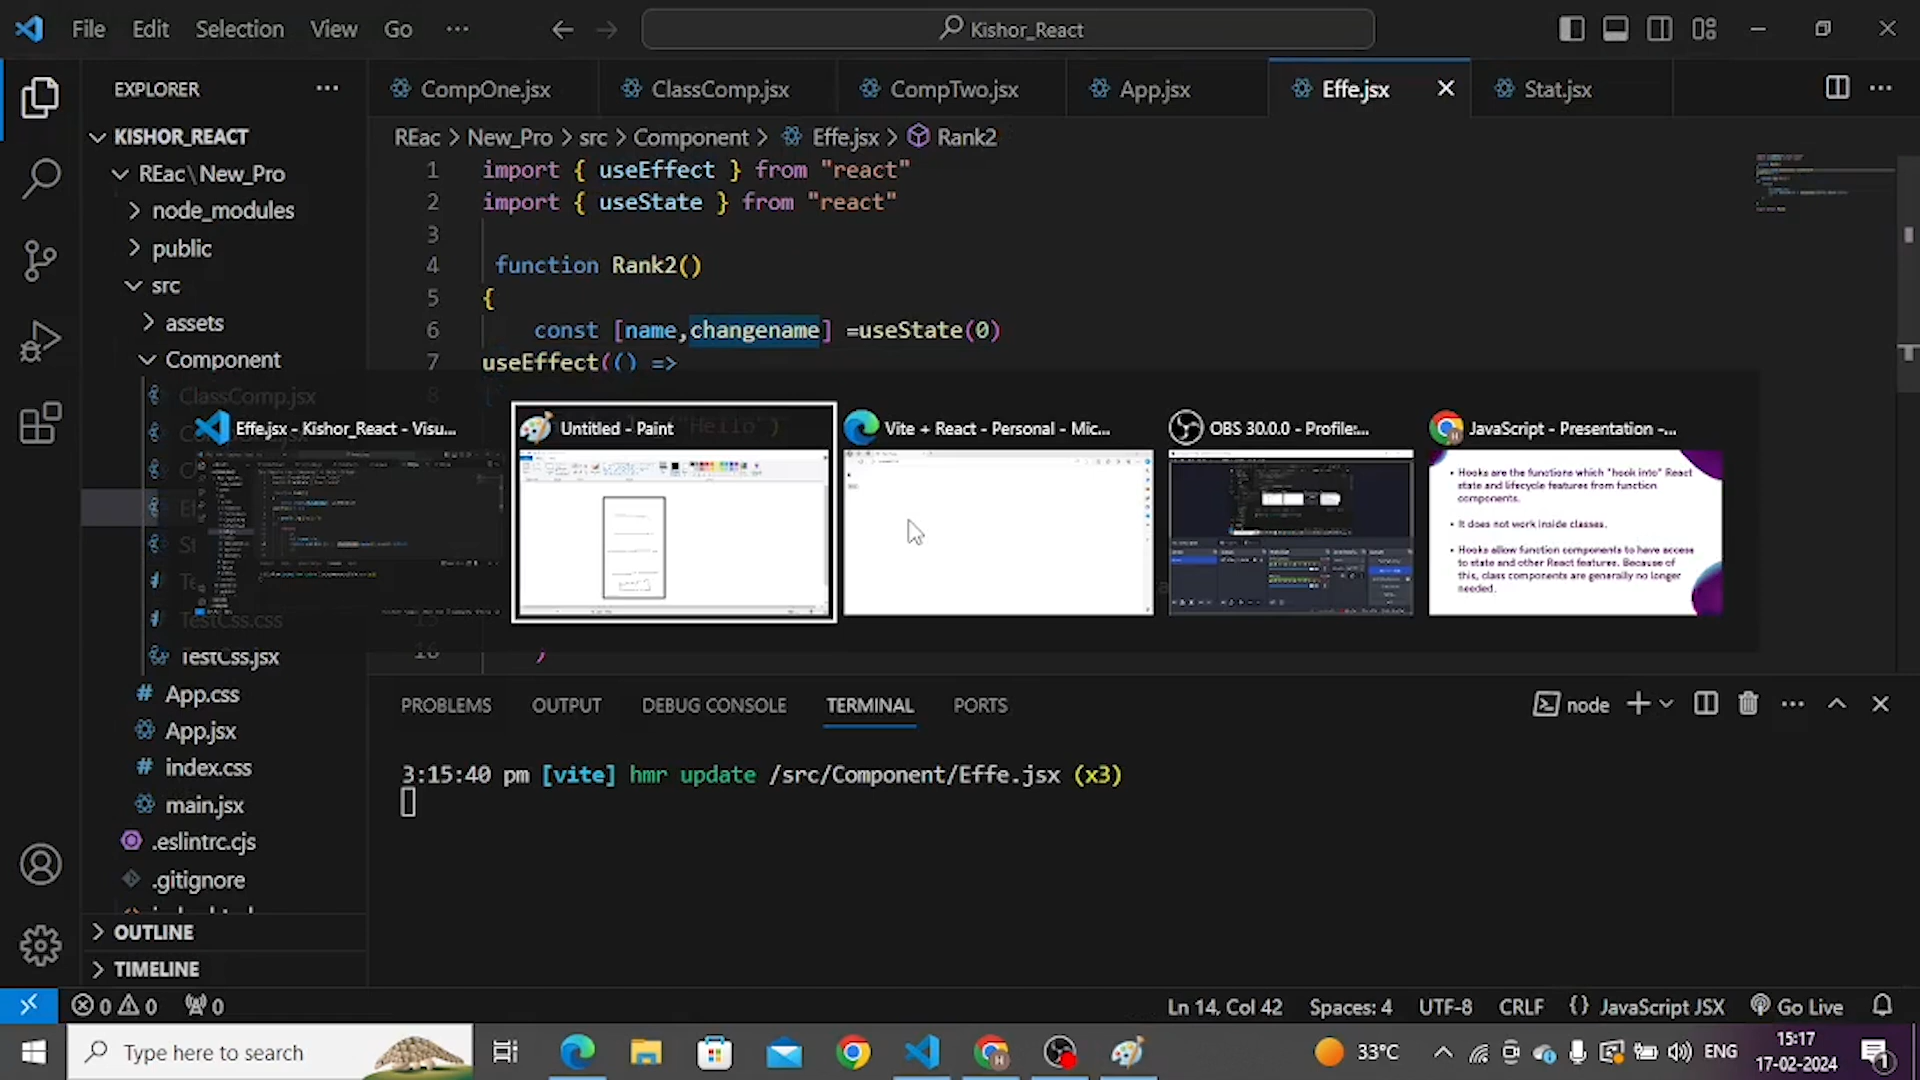 File Edit Selection View Go ... Kishor_React
EXPLORER
CompOne.jsx ClassComp.jsx CompTwo.jsx App.jsx Effe.jsx Stat.jsx
KISHOR_REACT
REac\New_Pro
node_modules
public
src
assets
Component
ClassComp.jsx
TestCss.css
TestCss.jsx
App.css
App.jsx
index.css
main.jsx
.eslintrc.cjs
.gitignore
OUTLINE
TIMELINE
REac > New_Pro > src > Component > Effe.jsx > Rank2
1 import { useEffect } from "react"
2 import { useState } from "react"
3
4 function Rank2()
5 {
6 const [name,changename] =useState(0)
7 useEffect(() =>
8
"Hello")
Effe.jsx - Kishor_React - Visu...
Untitled - Paint
Vite + React - Personal - Mic...
OBS 30.0.0 - Profile:...
JavaScript - Presentation -...
• Hooks are the functions which "hook into" React
state and lifecycle features from function
components.
• It does not work inside classes.
• Hooks allow function components to have access
to state and other React features. Because of
this, class components are generally no longer
needed.
PROBLEMS OUTPUT DEBUG CONSOLE TERMINAL PORTS
node
3:15:40 pm [vite] hmr update /src/Component/Effe.jsx (x3)
0 0 0
Ln 14, Col 42 Spaces: 4 UTF-8 CRLF {} JavaScript JSX Go Live
Type here to search
33°C ENG
15:17
17-02-2024
1